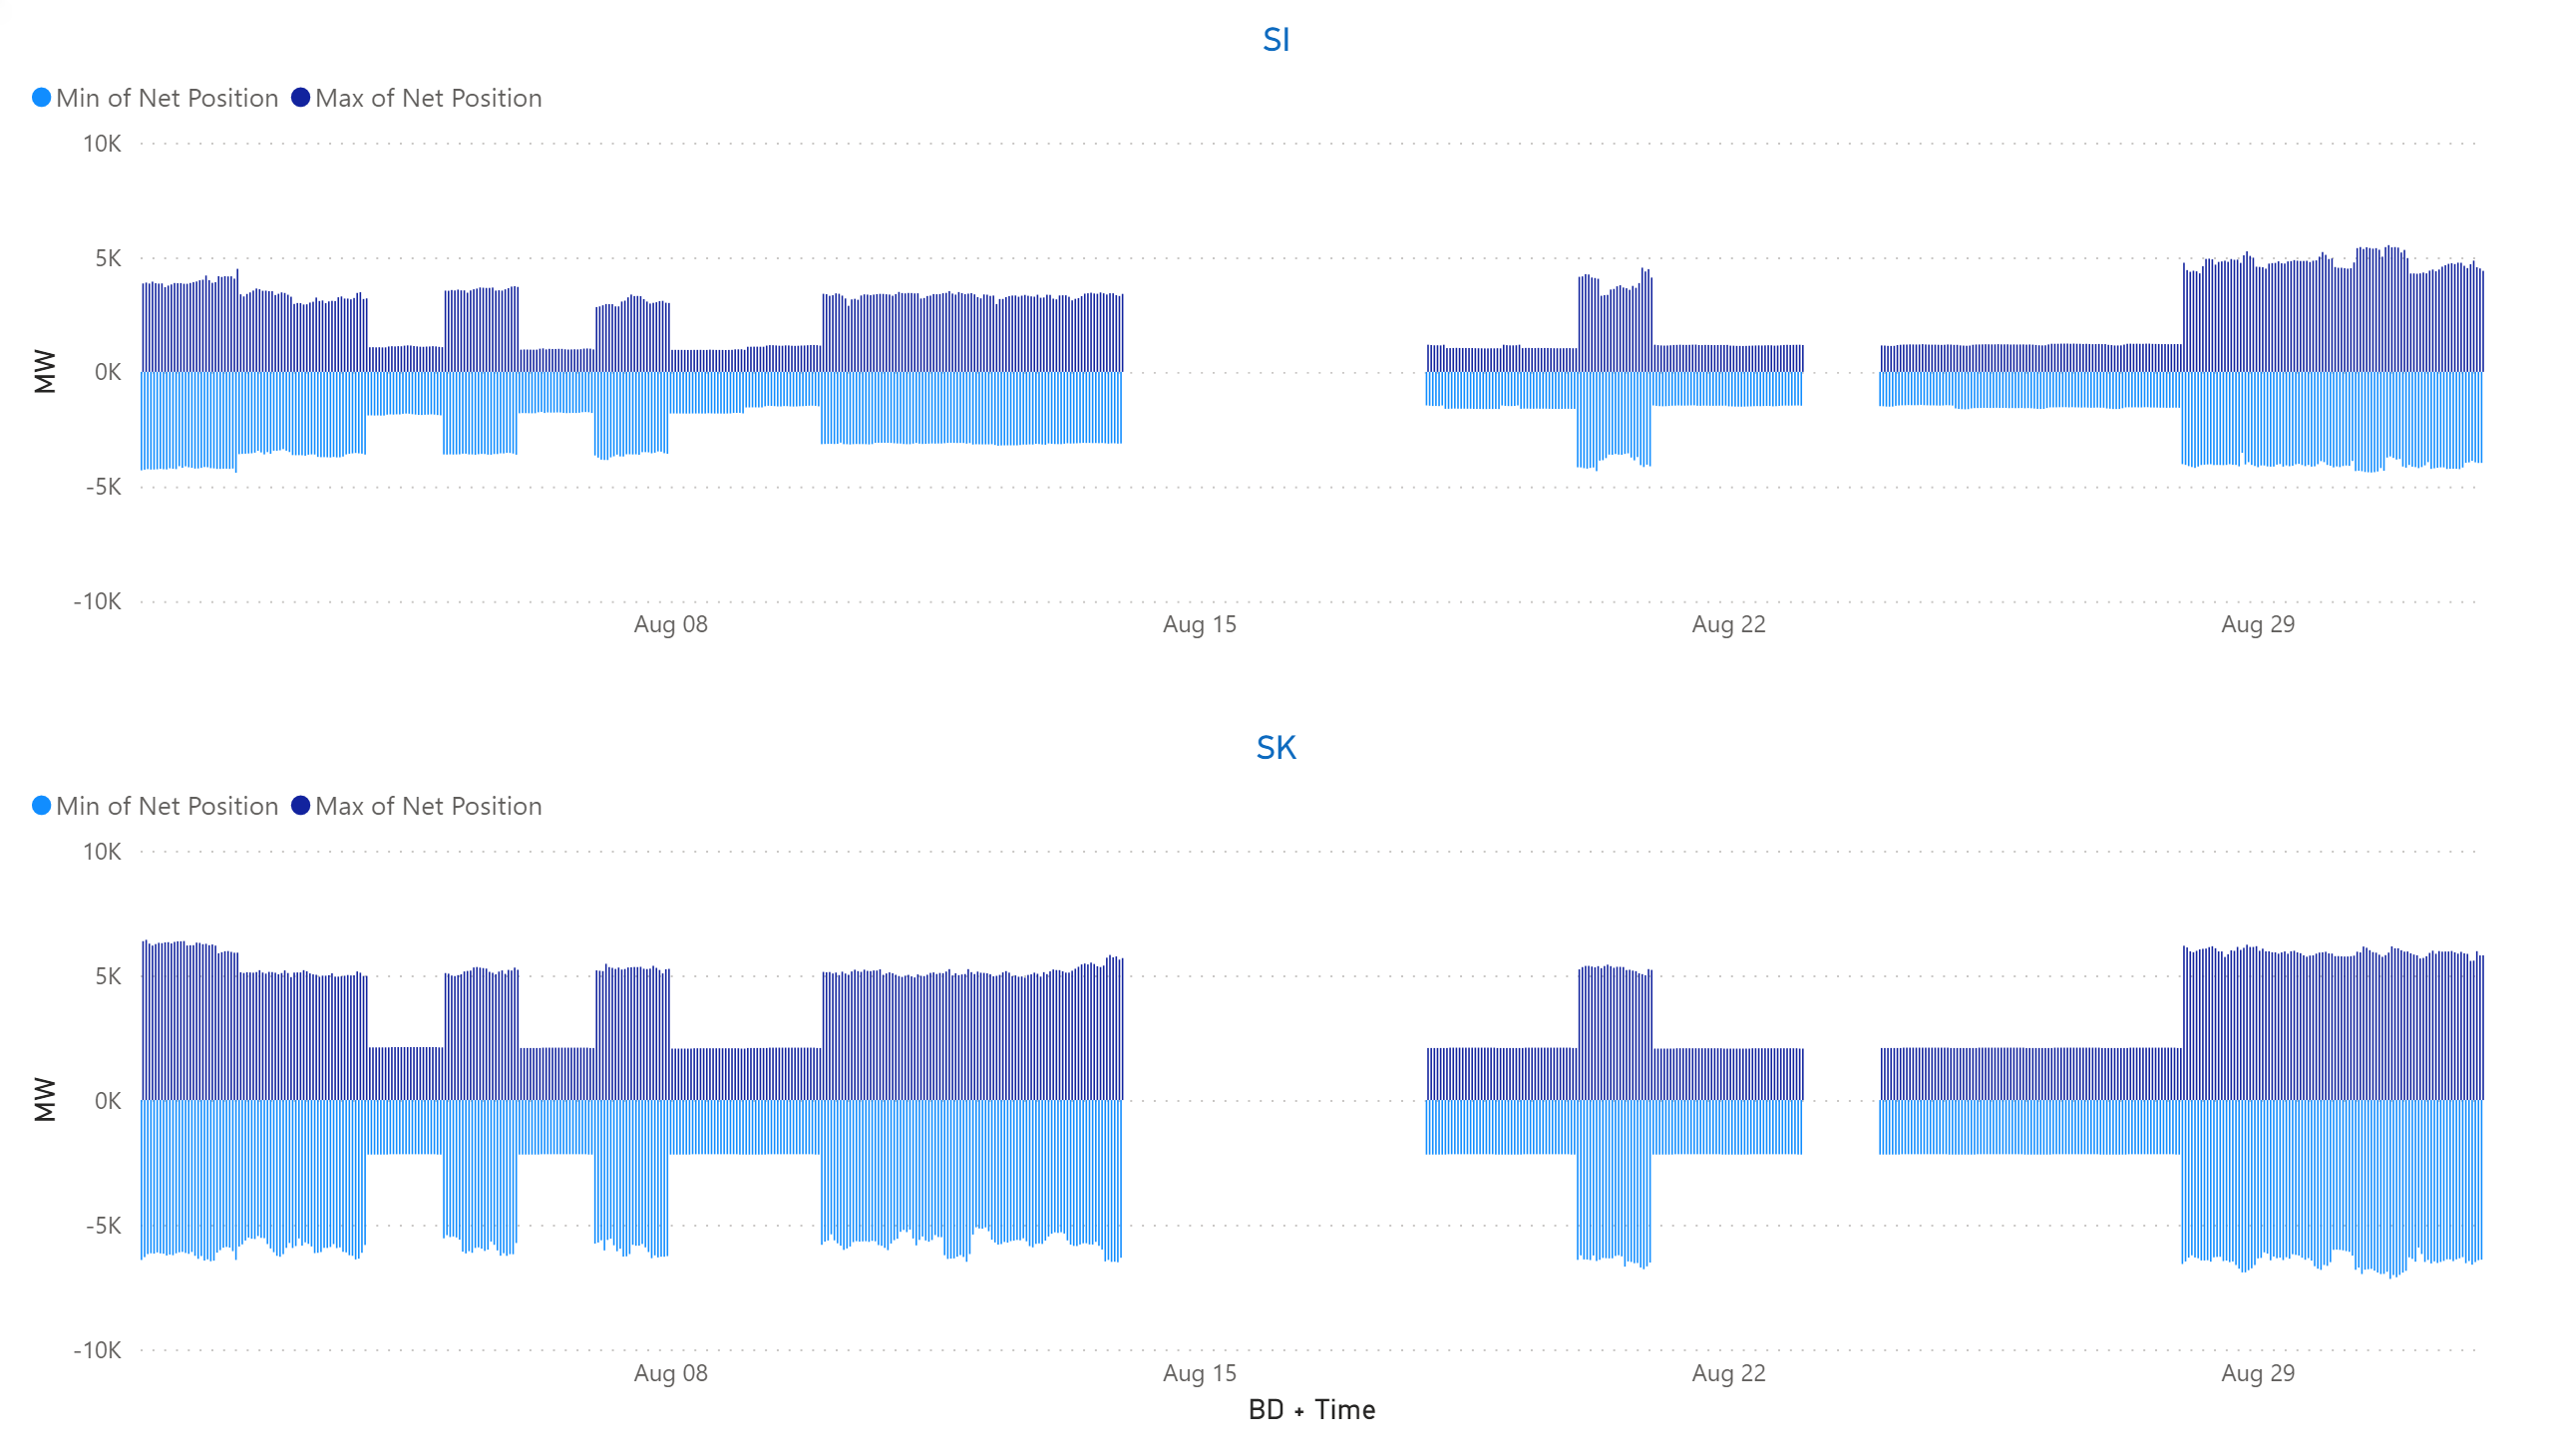 SI
Min of Net Position Max of Net Position
10K
5K
0K
-5K
-10K
MW
Aug 08 Aug 15 Aug 22 Aug 29
SK
Min of Net Position Max of Net Position
10K
5K
0K
-5K
-10K
MW
Aug 08 Aug 15 Aug 22 Aug 29
BD + Time